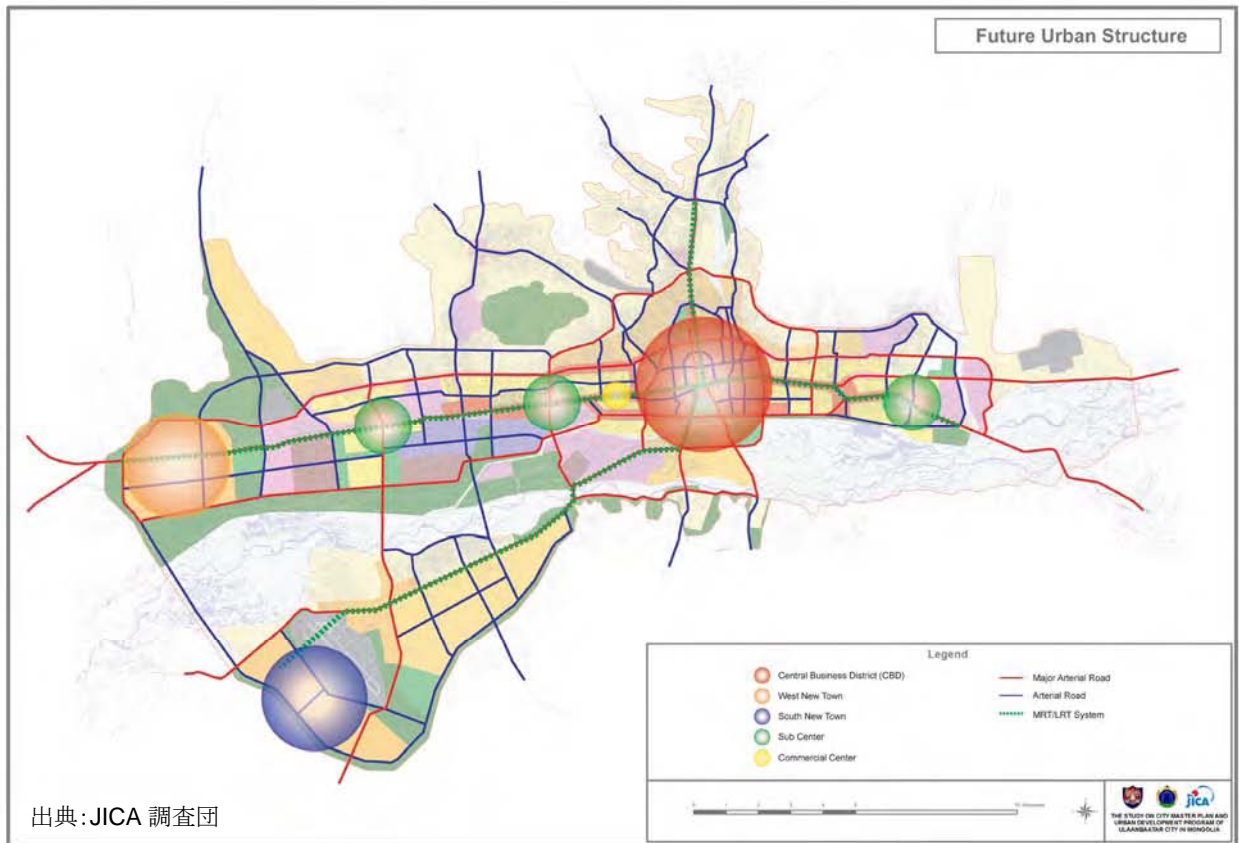 Future Urban Structure
Legend
Central Business District (CBD)
West New Town
South New Town
Sub Center
Commercial Center
Major Arterial Road
Arterial Road
MRT/LRT System
JICA
THE STUDY ON CITY MASTER PLAN AND
URBAN DEVELOPMENT PROGRAM OF
ULAANBAATAR CITY IN MONGOLIA
出典:JICA 調査団